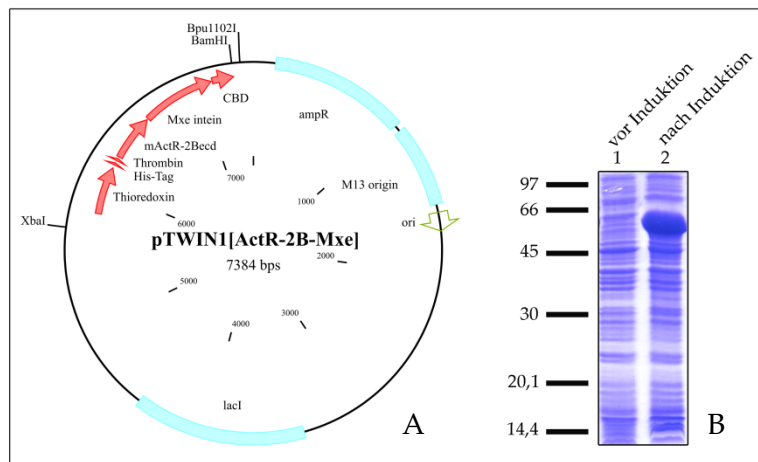 Bpu1102I
BamHI
CBD
Mxe intein
mActR-2Becd
Thrombin
His-Tag
Thioredoxin
XbaI
ampR
M13 origin
ori
7000
1000
6000
2000
5000
3000
4000
pTWIN1[ActR-2B-Mxe]
7384 bps
lacI
A
vor Induktion
nach Induktion
1 2
97
66
45
30
20,1
14,4
B